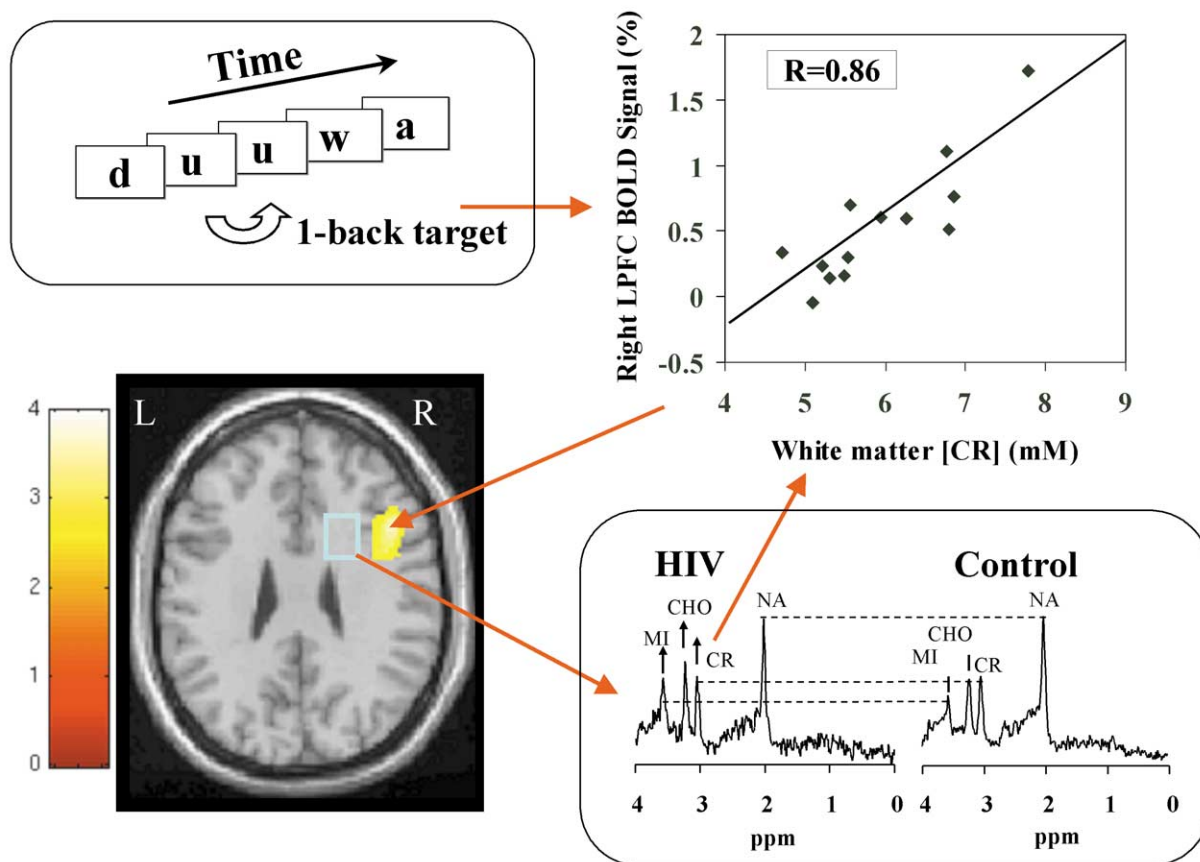 Time
d
u
u
w
a
1-back target
Right LPFC BOLD Signal (%)
2
1.5
1
0.5
0
-0.5
R=0.86
4 5 6 7 8 9
White matter [CR] (mM)
4
3
2
1
0
L R
HIV Control
MI CHO CR NA
MI CHO CR NA
4 3 2 1 0
ppm
4 3 2 1 0
ppm